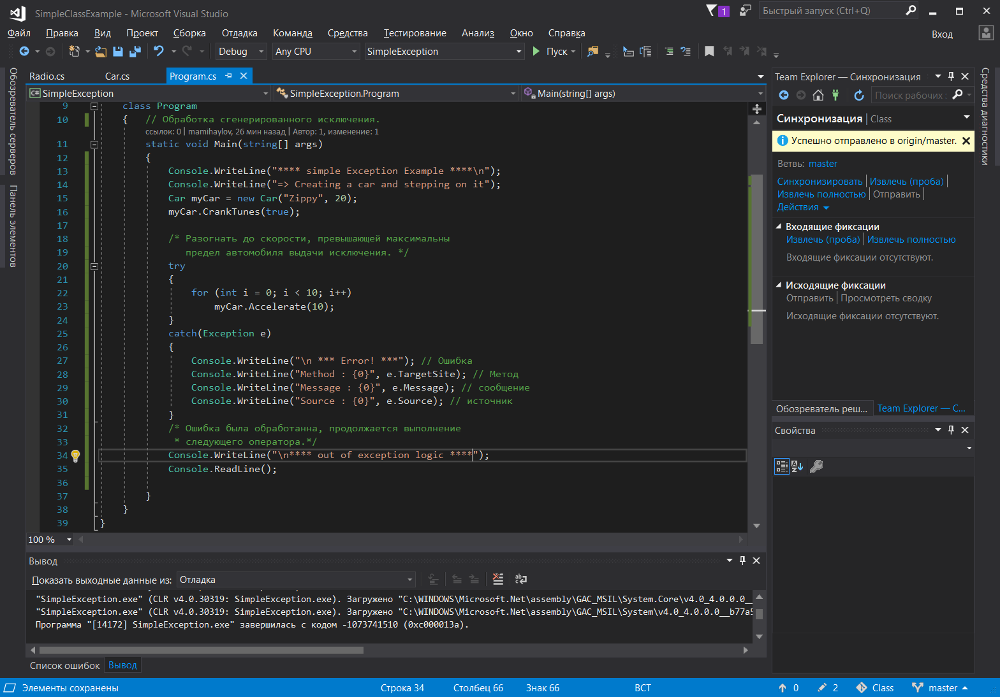 SimpleClassExample - Microsoft Visual Studio
1
Быстрый запуск (Ctrl+Q)
Файл Правка Вид Проект Сборка Отладка Команда Средства Тестирование Анализ Окно Справка
Вход
Debug Any CPU SimpleException Пуск
Обозреватель серверов
Панель элементов
Radio.cs Car.cs Program.cs
C# SimpleException SimpleException.Program Main(string[] args)
9 class Program
10 { // Обработка сгенерированного исключения.
ссылок: 0 | mamihaylov, 26 мин назад | Автор: 1, изменение: 1
11 static void Main(string[] args)
12 {
13 Console.WriteLine("**** simple Exception Example ****\n");
14 Console.WriteLine("=> Creating a car and stepping on it");
15 Car myCar = new Car("Zippy", 20);
16 myCar.CrankTunes(true);
17
18 /* Разогнать до скорости, превышающей максимальны
19 предел автомобиля выдачи исключения. */
20 try
21 {
22 for (int i = 0; i < 10; i++)
23 myCar.Accelerate(10);
24 }
25 catch(Exception e)
26 {
27 Console.WriteLine("\n *** Error! ***"); // Ошибка
28 Console.WriteLine("Method : {0}", e.TargetSite); // Метод
29 Console.WriteLine("Message : {0}", e.Message); // сообщение
30 Console.WriteLine("Source : {0}", e.Source); // источник
31 }
32 /* Ошибка была обработанна, продолжается выполнение
33 * следующего оператора.*/
34 Console.WriteLine("\n**** out of exception logic ****");
35 Console.ReadLine();
36
37 }
38 }
39 }
100 %
Вывод
Показать выходные данные из: Отладка
"SimpleException.exe" (CLR v4.0.30319: SimpleException.exe). Загружено "C:\WINDOWS\Microsoft.Net\assembly\GAC_MSIL\System.Core\v4.0_4.0.0.0__
"SimpleException.exe" (CLR v4.0.30319: SimpleException.exe). Загружено "C:\WINDOWS\Microsoft.Net\assembly\GAC_MSIL\System\v4.0_4.0.0.0__b77a5
Программа "[14172] SimpleException.exe" завершилась с кодом -1073741510 (0xc000013a).
Список ошибок Вывод
Team Explorer — Синхронизация
Поиск рабочих
Синхронизация | Class
Успешно отправлено в origin/master.
Ветвь: master
Синхронизировать | Извлечь (проба) |
Извлечь полностью | Отправить |
Действия
Входящие фиксации
Извлечь (проба) | Извлечь полностью
Входящие фиксации отсутствуют.
Исходящие фиксации
Отправить | Просмотреть сводку
Исходящие фиксации отсутствуют.
Обозреватель реш... Team Explorer — С...
Свойства
Средства диагностики
Элементы сохранены Строка 34 Столбец 66 Знак 66 ВСТ 0 2 Class master